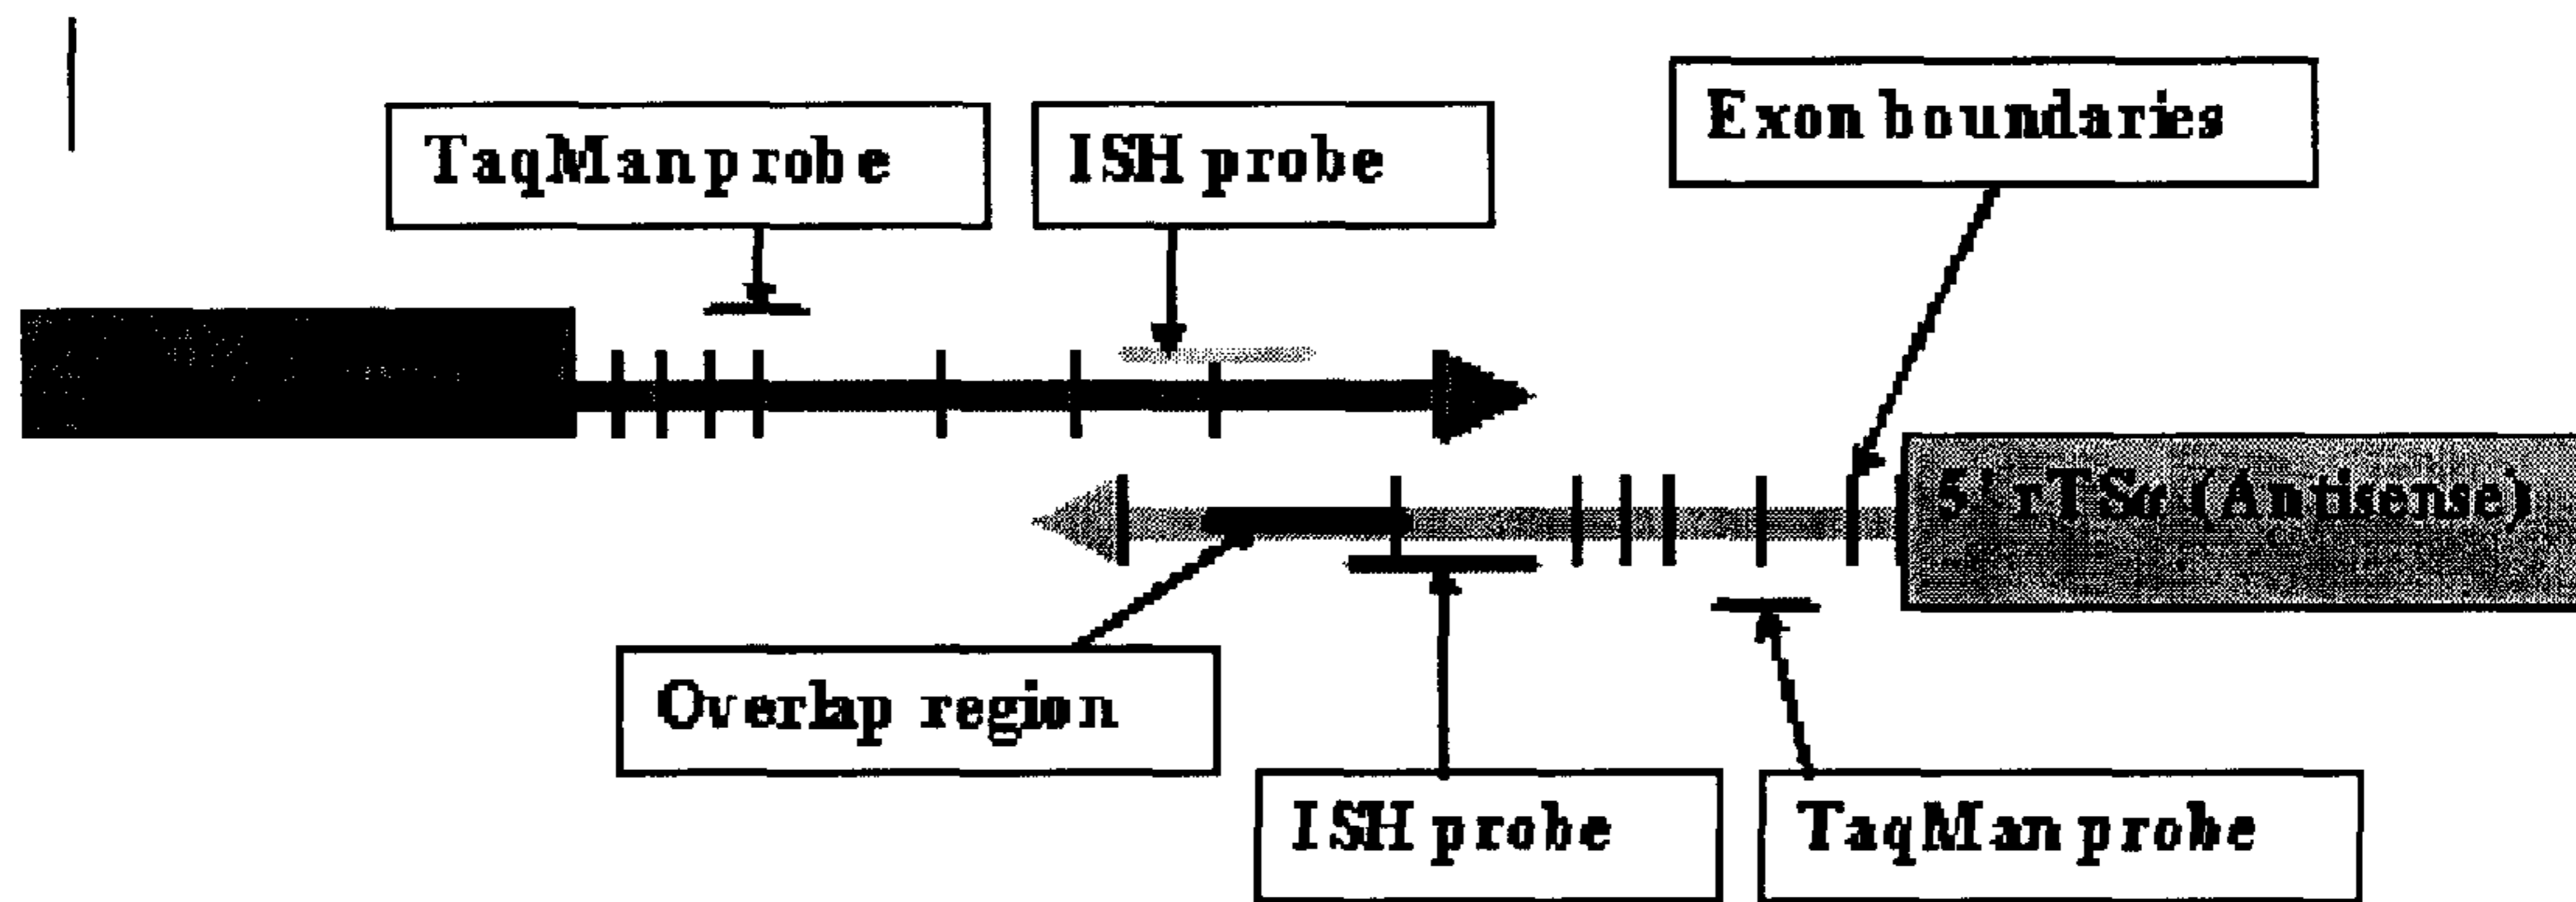 TaqMan probe
ISH probe
Exon boundaries
5' rTSα (Antisense)
Overlap region
ISH probe
TaqMan probe